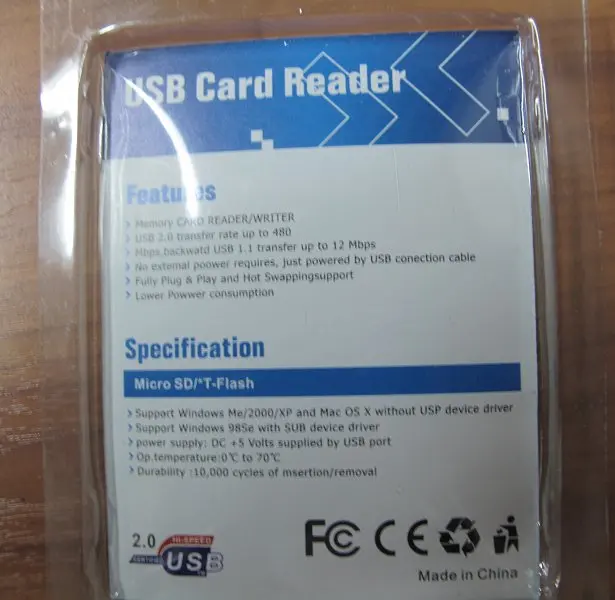 USB Card Reader
Features
> Memory CARD READER/WRITER
> USB 2.0 transfer rate up to 480
> Mbps,backwatd USB 1.1 transfer up to 12 Mbps
> No external poower requires, just powered by USB conection cable
> Fully Plug & Play and Hot Swappingsupport
> Lower Powwer consumption
Specification
Micro SD/*T-Flash
> Support Windows Me/2000/XP and Mac OS X without USP device driver
> Support Windows 98Se with SUB device driver
> power supply: DC +5 Volts supplied by USB port
> Op.temperature:0℃ to 70℃
> Durability :10,000 cycles of msertion/removal
2.0
HI-SPEED
CERTIFIED
USB
TM
FC CE
Made in China